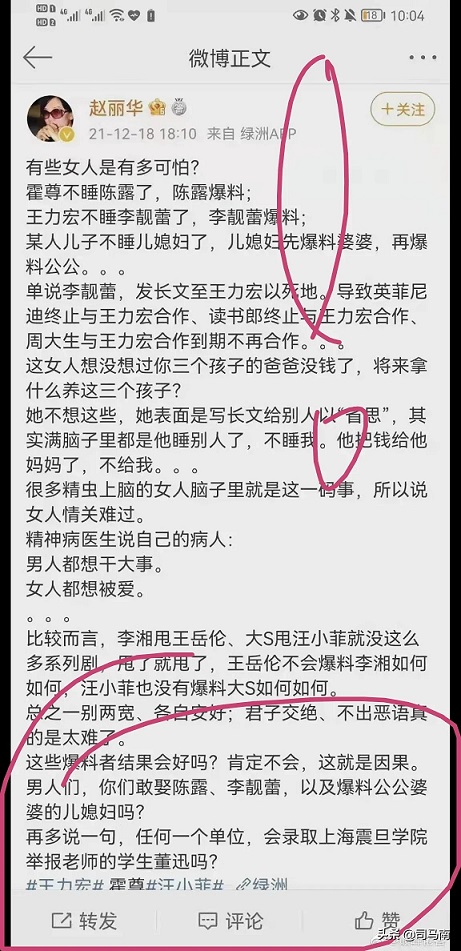 HD 1 4G 4G 18 10:04
HD 2
微博正文
赵丽华
+关注
21-12-18 18:10 来自 绿洲APP
有些女人是有多可怕?
霍尊不睡陈露了,陈露爆料;
王力宏不睡李靓蕾了,李靓蕾爆料;
某人儿子不睡儿媳妇了,儿媳妇先爆料婆婆,再爆
料公公。。。
单说李靓蕾,发长文至王力宏以死地。导致英菲尼
迪终止与王力宏合作、读书郎终止与王力宏合作、
周大生与王力宏合作到期不再合作。。。
这女人想没想过你三个孩子的爸爸没钱了,将来拿
什么养这三个孩子?
她不想这些,她表面是写长文给别人以“省思”,其
实满脑子里都是他睡别人了,不睡我。他把钱给他
妈妈了,不给我。。。
很多精虫上脑的女人脑子里就是这一码事,所以说
女人情关难过。
精神病医生说自己的病人:
男人都想干大事。
女人都想被爱。
。。。
比较而言,李湘甩王岳伦、大S甩汪小菲就没这么
多系列剧,甩了就甩了,王岳伦不会爆料李湘如何
如何,汪小菲也没有爆料大S如何如何。
总之一别两宽、各自安好;君子交绝、不出恶语真
的是太难了。
这些爆料者结果会好吗?肯定不会,这就是因果。
男人们,你们敢娶陈露、李靓蕾,以及爆料公公婆
婆的儿媳妇吗?
再多说一句,任何一个单位,会录取上海震旦学院
举报老师的学生董迅吗?
#王力宏# 霍尊#汪小菲# 绿洲
转发 评论 赞
头条 @司马南